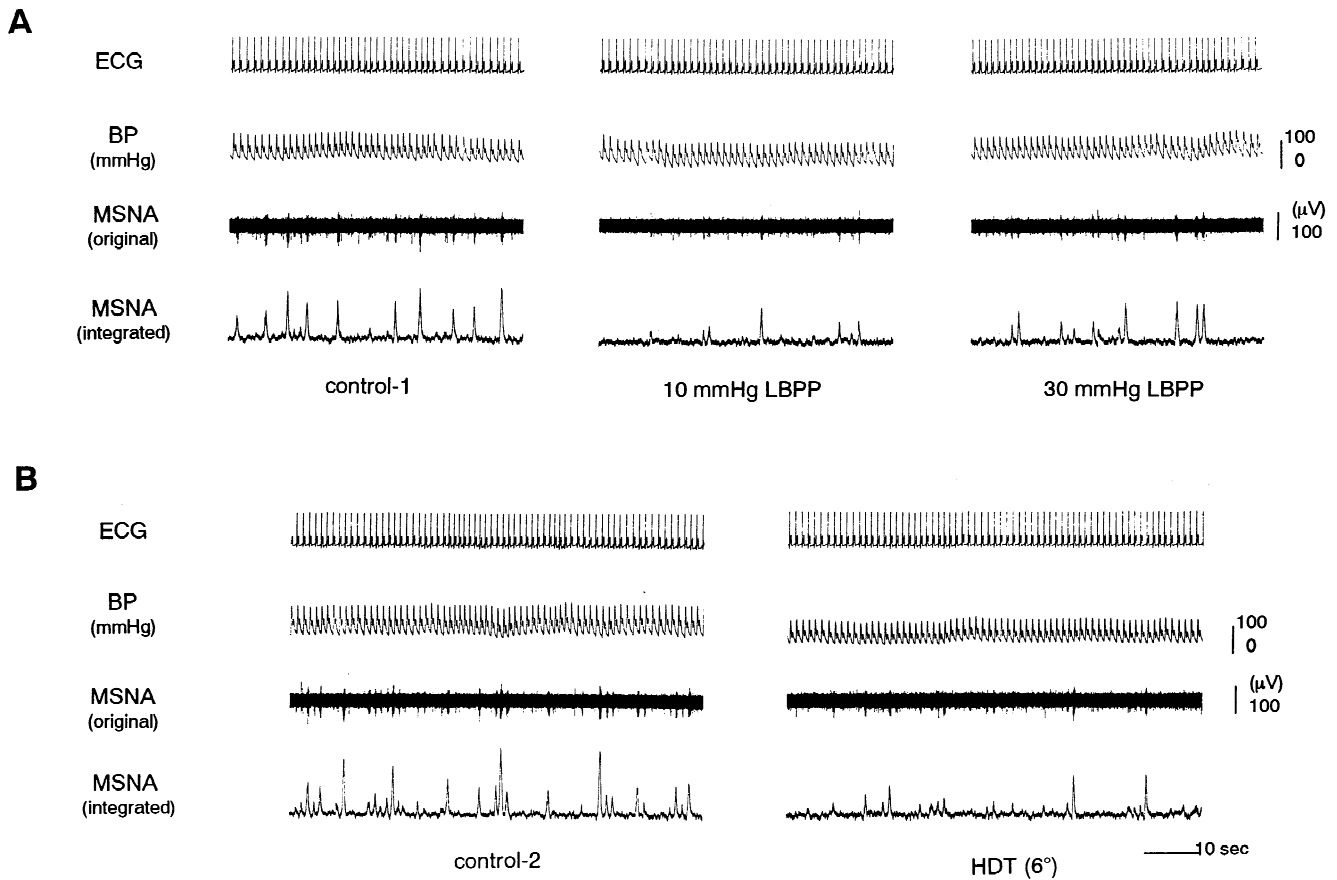 A
ECG
BP
(mmHg)
100
0
MSNA
(original)
(μV)
100
MSNA
(integrated)
control-1
10 mmHg LBPP
30 mmHg LBPP
B
ECG
BP
(mmHg)
100
0
MSNA
(original)
(μV)
100
MSNA
(integrated)
10 sec
control-2
HDT (6°)